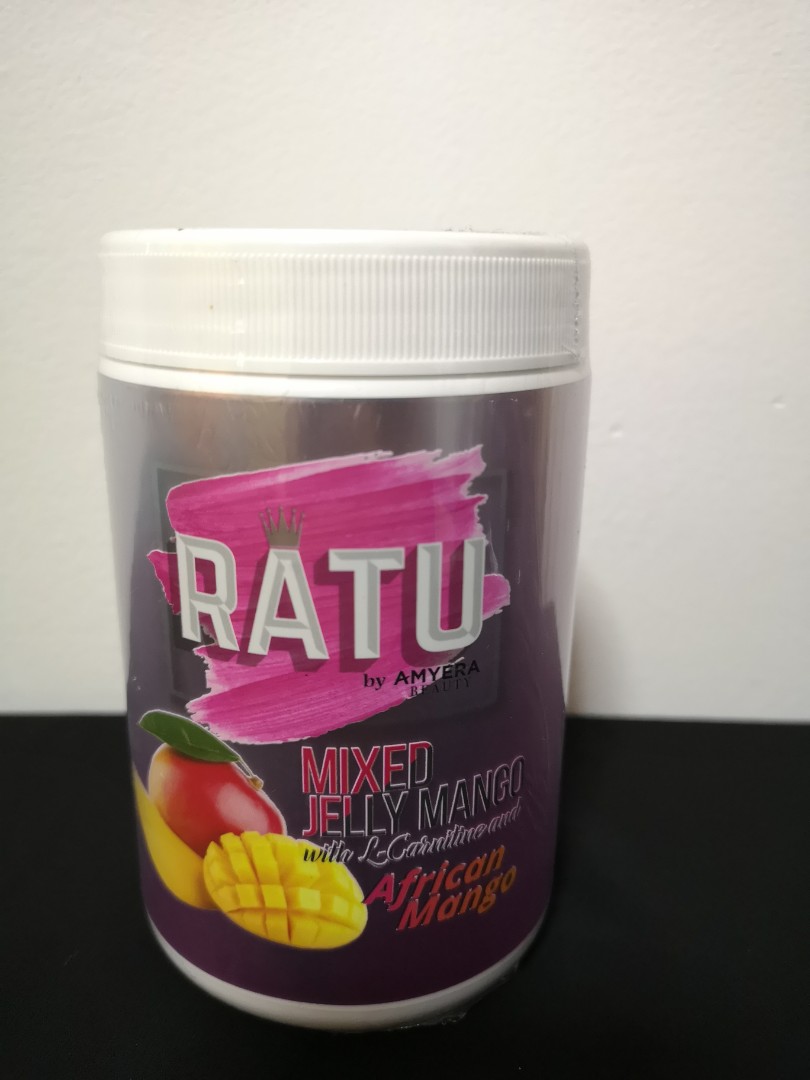 RATU
by AMYERA
BEAUTY
MIXED
JELLY MANGO
with L-Carnitine and
African
Mango